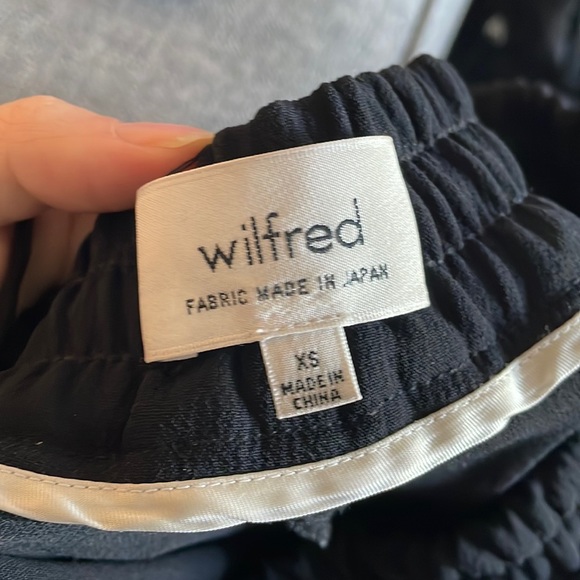 wilfred
FABRIC MADE IN JAPAN
XS
MADE IN
CHINA